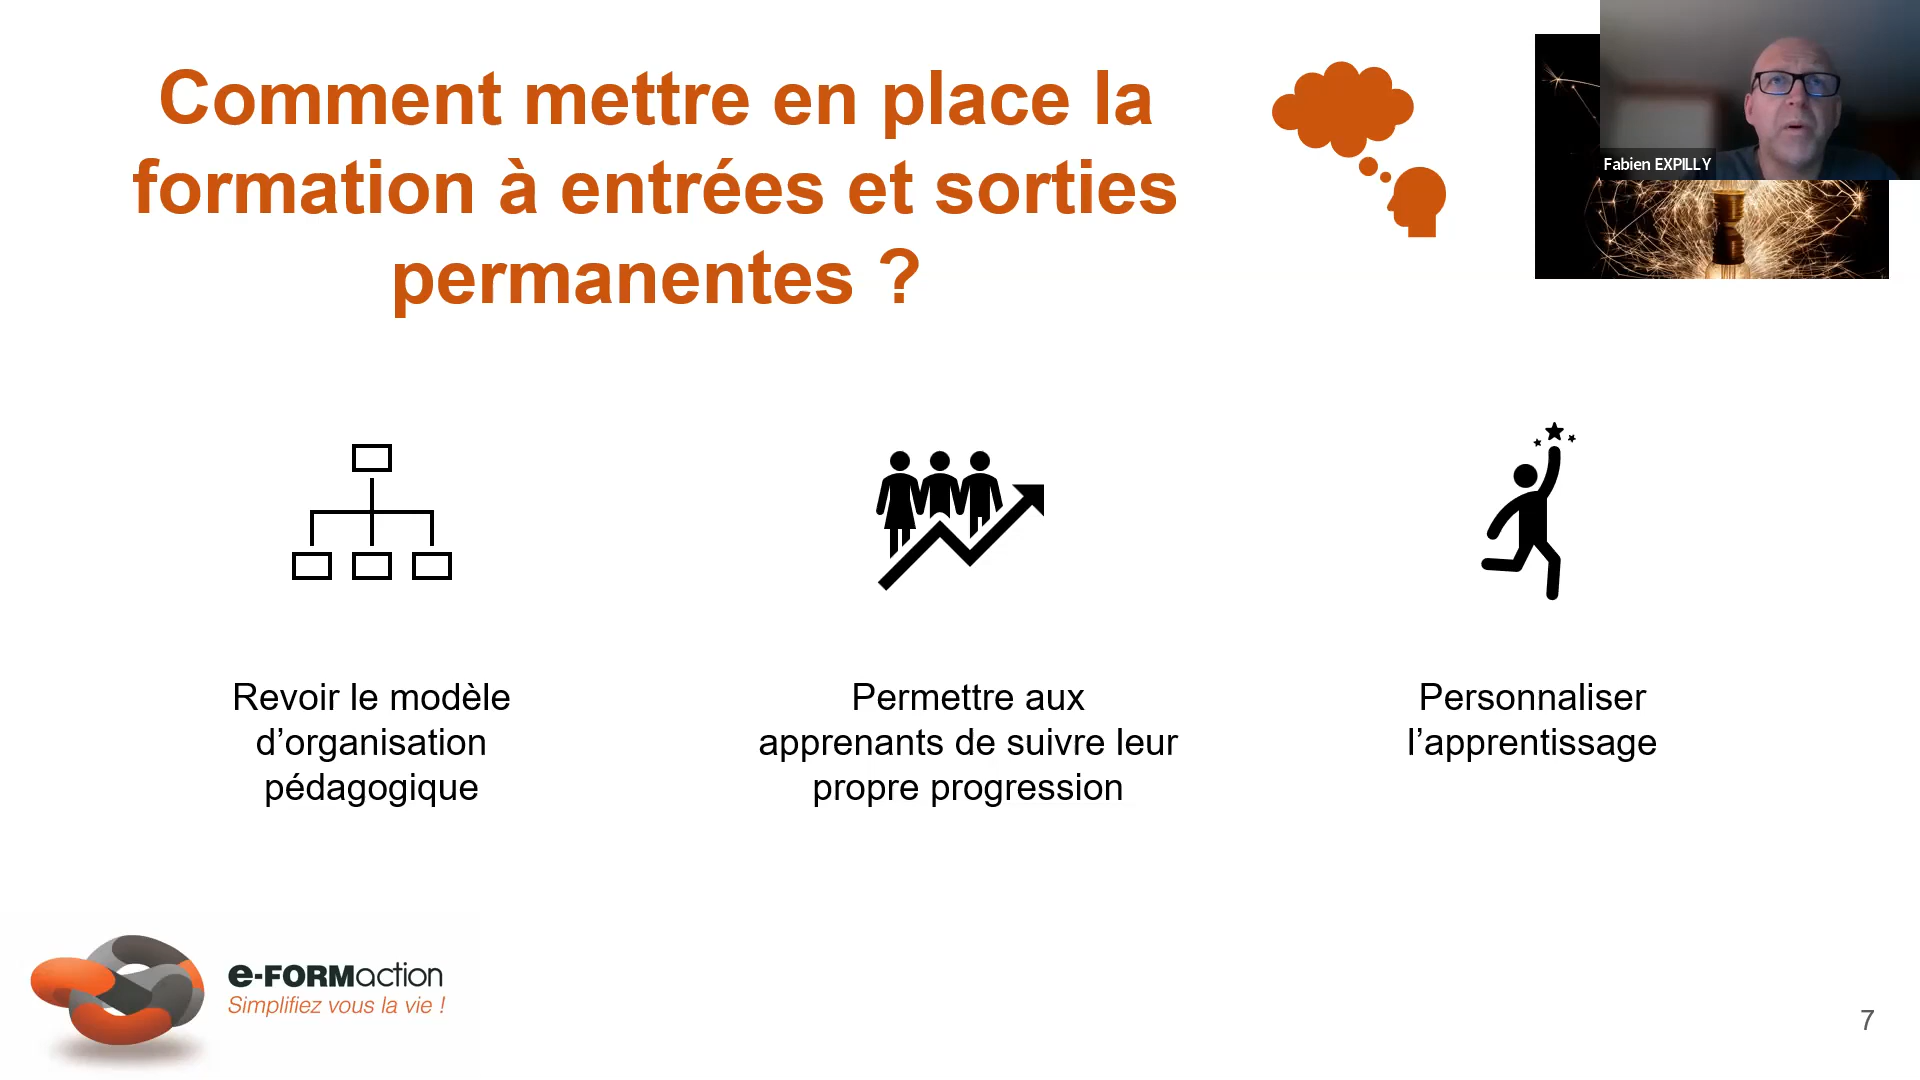 Comment mettre en place la
formation à entrées et sorties
permanentes ?
Fabien EXPILLY
Revoir le modèle
d’organisation
pédagogique
Permettre aux
apprenants de suivre leur
propre progression
Personnaliser
l’apprentissage
e-FORMaction
Simplifiez vous la vie !
7